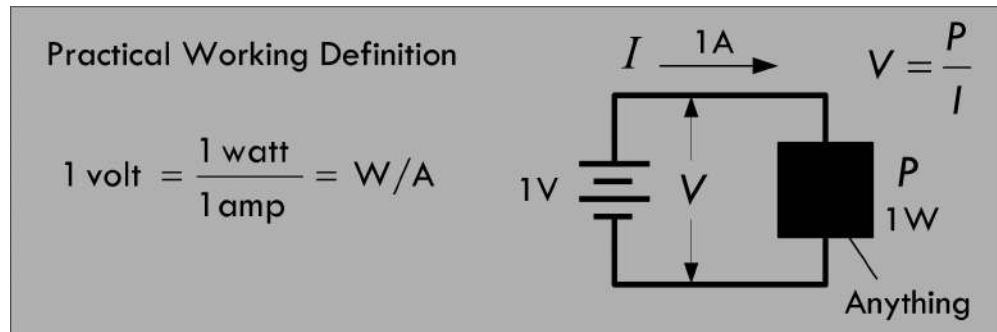 Practical Working Definition
1 volt = 1 watt / 1 amp = W/A
I 1A
V = P / I
1V
V
P
1W
Anything